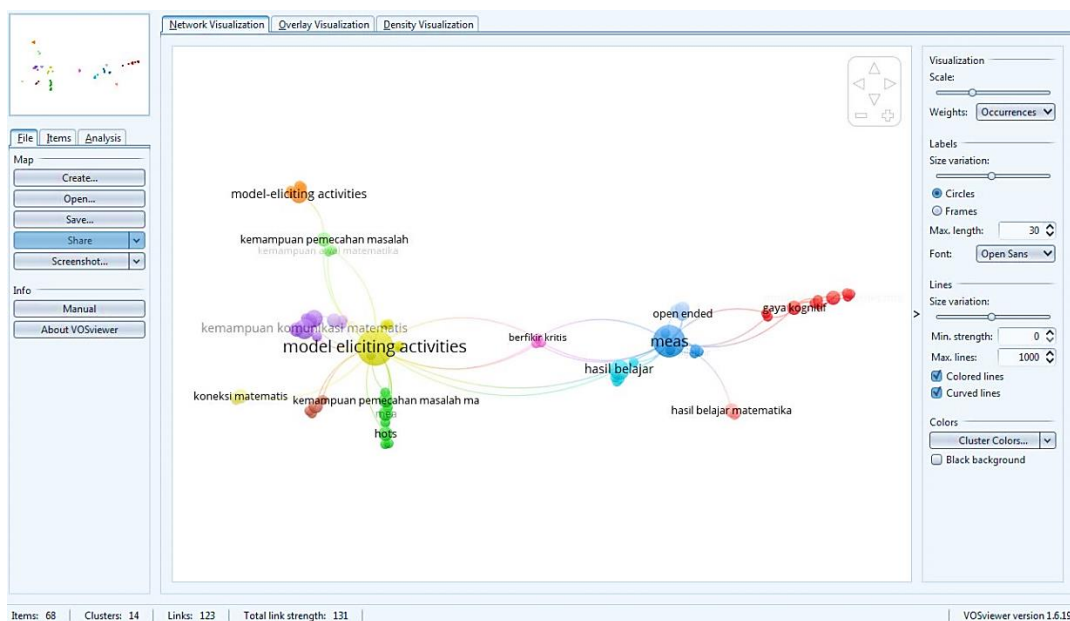 Network Visualization Overlay Visualization Density Visualization
File Items Analysis
Map
Create...
Open...
Save...
Share
Screenshot...
Info
Manual
About VOSviewer
model-eliciting activities
kemampuan pemecahan masalah
kemampuan awal matematika
kemampuan komunikasi matematis
model eliciting activities
koneksi matematis
kemampuan pemecahan masalah ma
mea
hots
berfikir kritis
open ended
gaya kognitif
meas
hasil belajar
hasil belajar matematika
>
Visualization
Scale:
Weights: Occurrences
Labels
Size variation:
Circles
Frames
Max. length: 30
Font: Open Sans
Lines
Size variation:
Min. strength: 0
Max. lines: 1000
Colored lines
Curved lines
Colors
Cluster Colors...
Black background
Items: 68 | Clusters: 14 | Links: 123 | Total link strength: 131 | VOSviewer version 1.6.19